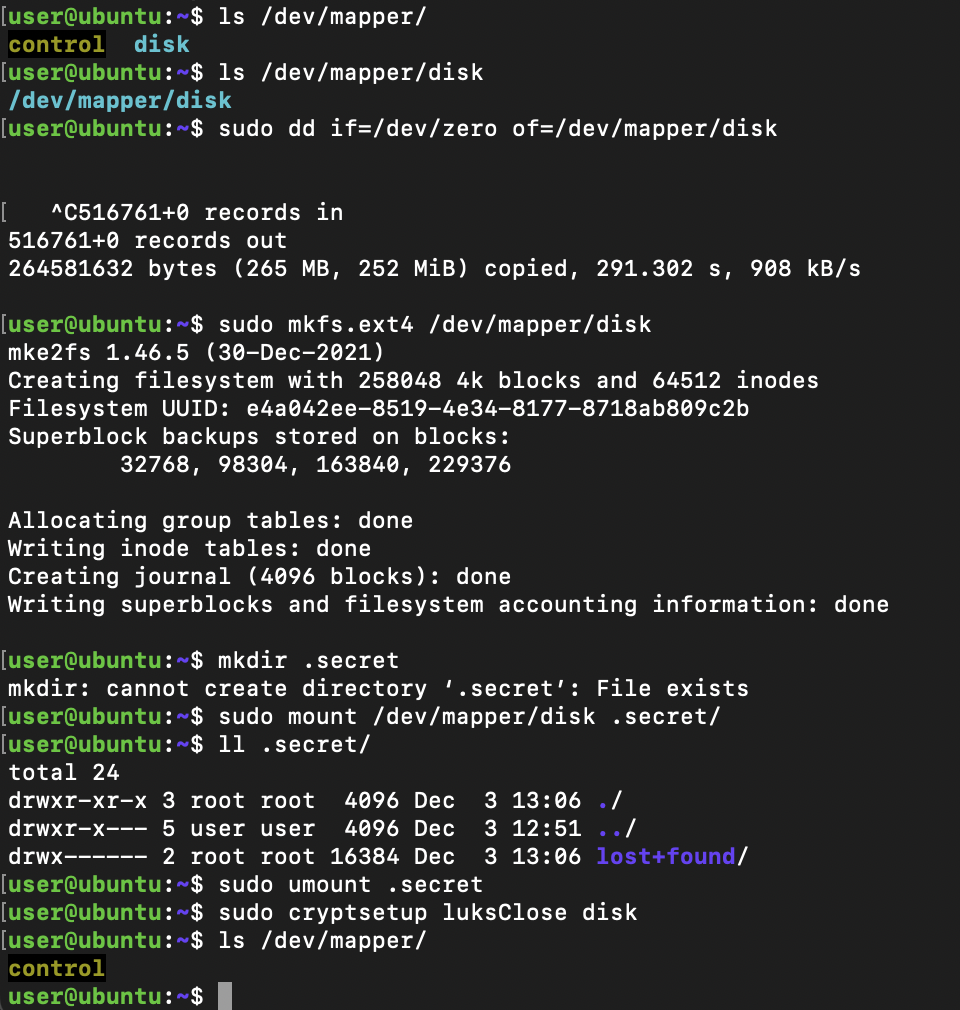 [user@ubuntu:~$ ls /dev/mapper/
control  disk
[user@ubuntu:~$ ls /dev/mapper/disk
/dev/mapper/disk
[user@ubuntu:~$ sudo dd if=/dev/zero of=/dev/mapper/disk
[   ^C516761+0 records in
516761+0 records out
264581632 bytes (265 MB, 252 MiB) copied, 291.302 s, 908 kB/s
[user@ubuntu:~$ sudo mkfs.ext4 /dev/mapper/disk
mke2fs 1.46.5 (30-Dec-2021)
Creating filesystem with 258048 4k blocks and 64512 inodes
Filesystem UUID: e4a042ee-8519-4e34-8177-8718ab809c2b
Superblock backups stored on blocks:
        32768, 98304, 163840, 229376
Allocating group tables: done
Writing inode tables: done
Creating journal (4096 blocks): done
Writing superblocks and filesystem accounting information: done
[user@ubuntu:~$ mkdir .secret
mkdir: cannot create directory ‘.secret’: File exists
[user@ubuntu:~$ sudo mount /dev/mapper/disk .secret/
[user@ubuntu:~$ ll .secret/
total 24
drwxr-xr-x 3 root root  4096 Dec  3 13:06 ./
drwxr-x--- 5 user user  4096 Dec  3 12:51 ../
drwx------ 2 root root 16384 Dec  3 13:06 lost+found/
[user@ubuntu:~$ sudo umount .secret
[user@ubuntu:~$ sudo cryptsetup luksClose disk
[user@ubuntu:~$ ls /dev/mapper/
control
user@ubuntu:~$